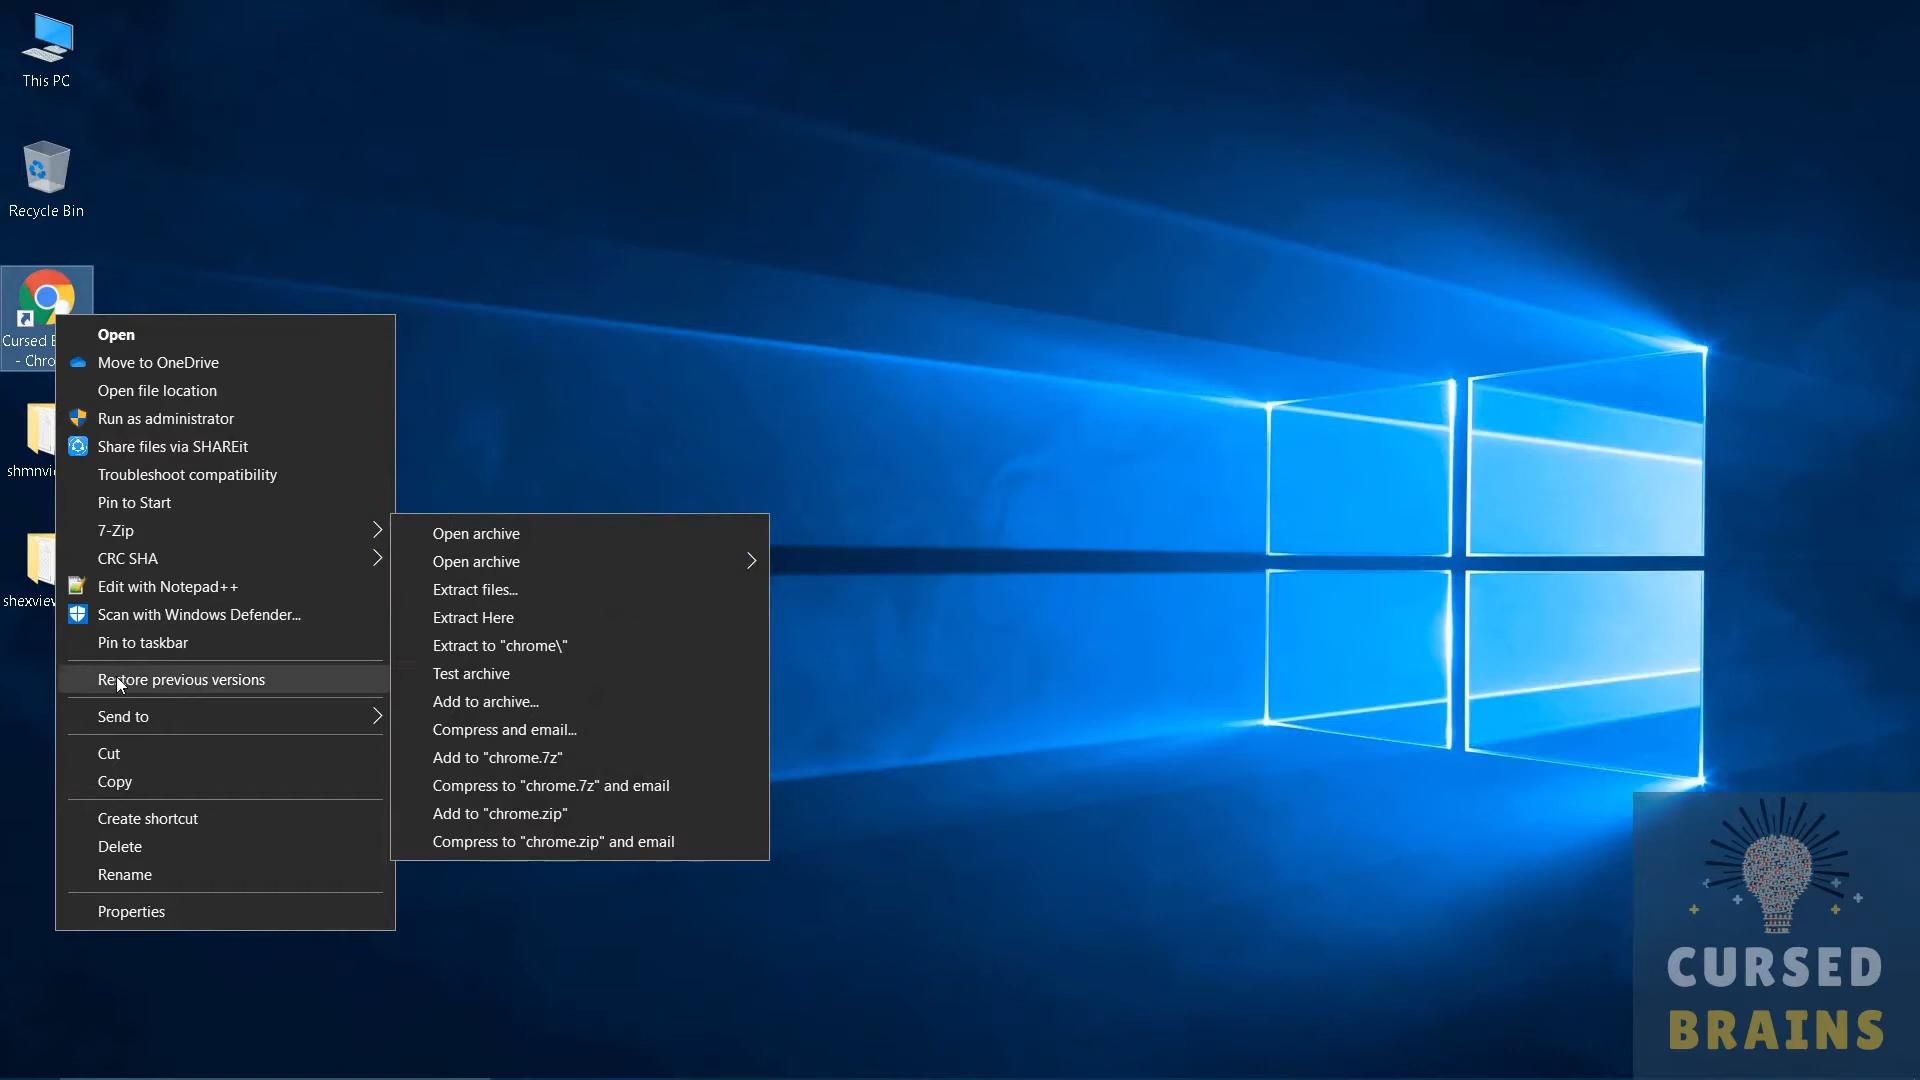 This PC
Recycle Bin
Cursed
- Chro
shmnvi
shexview
Open
Move to OneDrive
Open file location
Run as administrator
Share files via SHAREit
Troubleshoot compatibility
Pin to Start
7-Zip
CRC SHA
Edit with Notepad++
Scan with Windows Defender...
Pin to taskbar
Restore previous versions
Send to
Cut
Copy
Create shortcut
Delete
Rename
Properties
Open archive
Open archive
Extract files...
Extract Here
Extract to "chrome\"
Test archive
Add to archive...
Compress and email...
Add to "chrome.7z"
Compress to "chrome.7z" and email
Add to "chrome.zip"
Compress to "chrome.zip" and email
CURSED
BRAINS